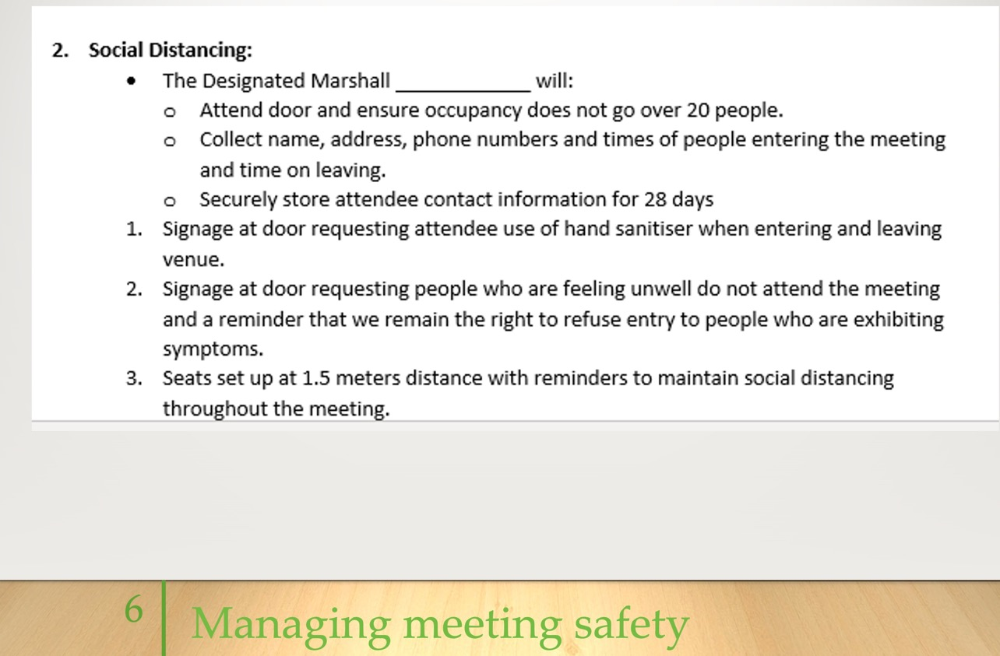 2. Social Distancing:
• The Designated Marshall ____________ will:
o Attend door and ensure occupancy does not go over 20 people.
o Collect name, address, phone numbers and times of people entering the meeting
and time on leaving.
o Securely store attendee contact information for 28 days
1. Signage at door requesting attendee use of hand sanitiser when entering and leaving
venue.
2. Signage at door requesting people who are feeling unwell do not attend the meeting
and a reminder that we remain the right to refuse entry to people who are exhibiting
symptoms.
3. Seats set up at 1.5 meters distance with reminders to maintain social distancing
throughout the meeting.
6
Managing meeting safety